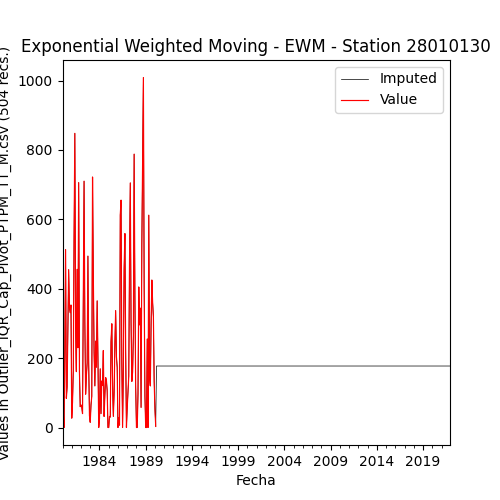 Exponential Weighted Moving - EWM - Station 28010130
Imputed
Value
Values in Outlier_IQR_Cap_Pivot_PTPM_TT_M.csv (504 recs.)
1000
800
600
400
200
0
1984 1989 1994 1999 2004 2009 2014 2019
Fecha